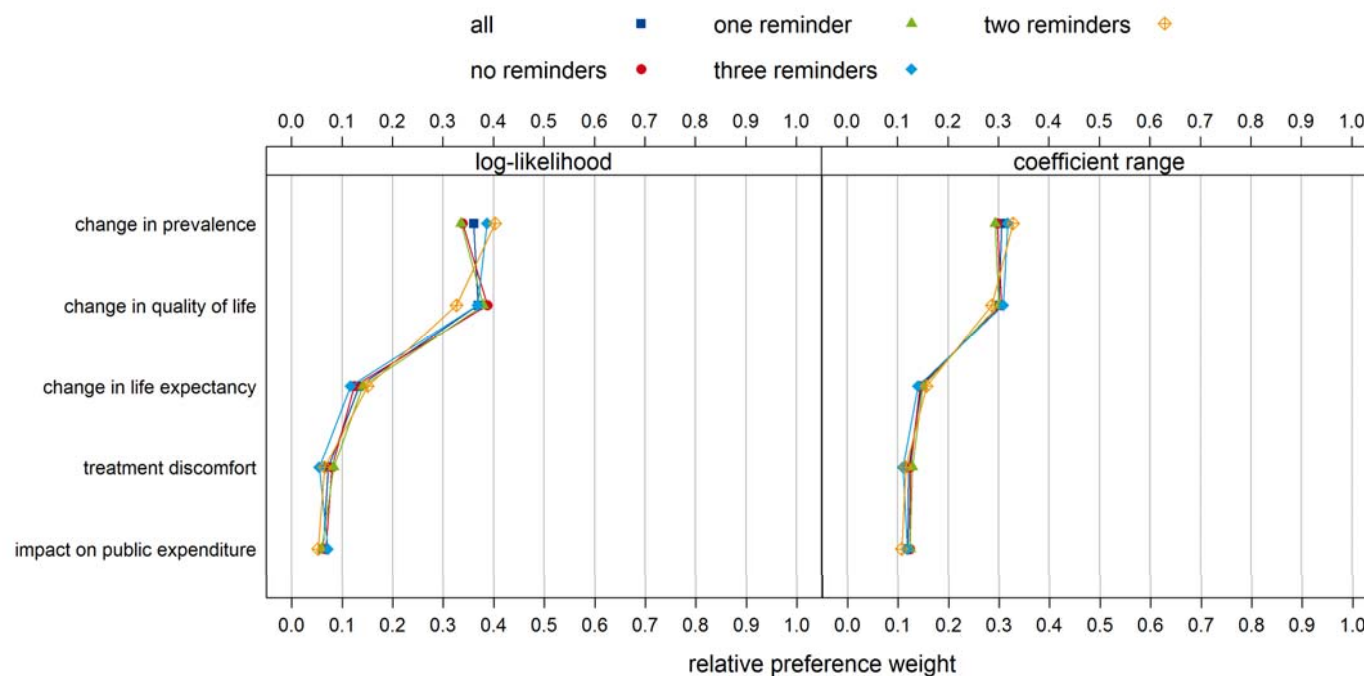 all one reminder two reminders
no reminders three reminders
0.0 0.1 0.2 0.3 0.4 0.5 0.6 0.7 0.8 0.9 1.0 0.0 0.1 0.2 0.3 0.4 0.5 0.6 0.7 0.8 0.9 1.0
log-likelihood coefficient range
change in prevalence
change in quality of life
change in life expectancy
treatment discomfort
impact on public expenditure
0.0 0.1 0.2 0.3 0.4 0.5 0.6 0.7 0.8 0.9 1.0 0.0 0.1 0.2 0.3 0.4 0.5 0.6 0.7 0.8 0.9 1.0
relative preference weight